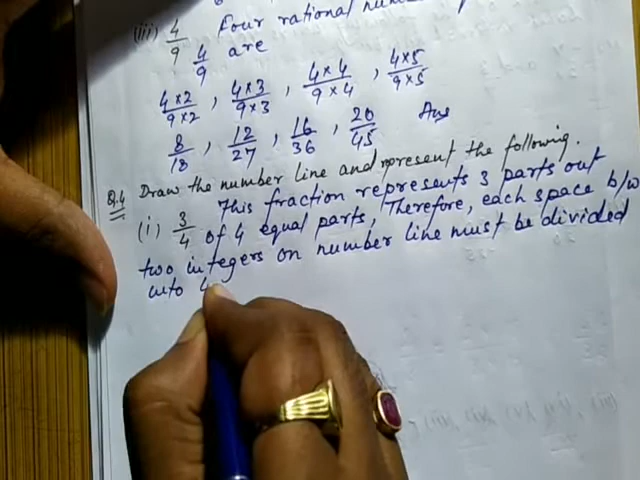 (iii) 4/9 Four rational num
4/9 are
4×2/9×2 , 4×3/9×3 , 4×4/9×4 , 4×5/9×5
8/18 , 12/27 , 16/36 , 20/45 Ans
Q.4 Draw the number line and represent the following.
(i) 3/4 This fraction represents 3 parts out
of 4 equal parts, Therefore, each space b/w
two integers on number line must be divided
into 4